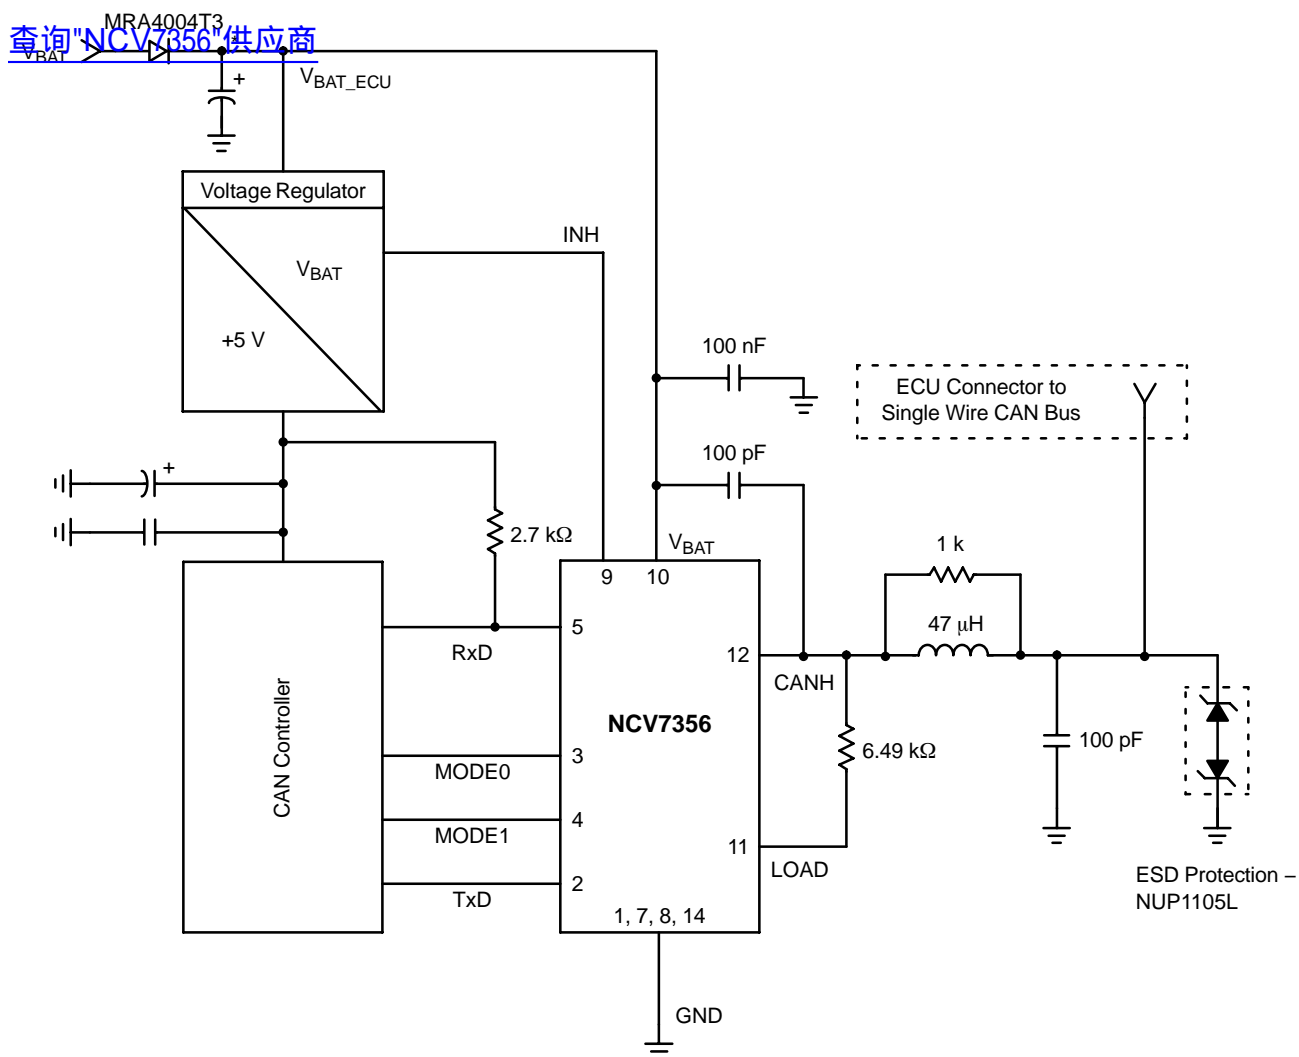 MRA4004T3
查询"NCV7356"供应商
VBAT
*
+
VBAT_ECU
Voltage Regulator
VBAT
+5 V
INH
100 nF
ECU Connector to
Single Wire CAN Bus
100 pF
+
2.7 kΩ
VBAT
9
10
1 k
47 μH
5
RxD
12
CANH
CAN Controller
NCV7356
6.49 kΩ
100 pF
3
MODE0
4
MODE1
11
LOAD
2
TxD
1, 7, 8, 14
ESD Protection –
NUP1105L
GND